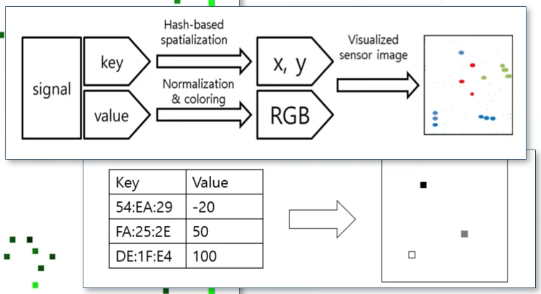 Hash-based
spatialization
Visualized
sensor image
key
x, y
signal
Normalization
& coloring
value
RGB
Key Value
54:EA:29 -20
FA:25:2E 50
DE:1F:E4 100